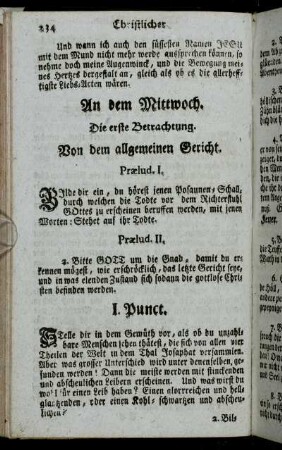 234 Christlicher
Und wann ich auch den süssesten Namen JESU
mit dem Mund nicht mehr werde aussprechen können, so
nehme doch meine Augenwinck, und die Bewegung mei-
nes Hertzes dergestalt an, gleich als ob es die allerheff-
tigste Liebs-Acten wären.
An dem Mittwoch.
Die erste Betrachtung.
Von dem allgemeinen Gericht.
Prælud. I.
Bilde dir ein, du hörest jenen Posaunen-Schall,
durch welchen die Todte vor dem Richterstuhl
GOttes zu erscheinen beruffen werden, mit jenen
Worten: Stehet auf ihr Todte.
Prælud. II.
2. Bitte GOTT um die Gnad, damit du er-
kennen mögest, wie erschröcklich, das letzte Gericht seye,
und in was elenden Zustand sich sodann die gottlose Chri-
sten befinden werden.
I. Punct.
Stelle dir in dem Gemüth vor, als ob du unzahl-
bare Menschen sehen thätest, die sich von allen vier
Theilen der Welt in dem Thal Josaphat versammlen.
Aber was grosser Unterschied wird unter denenselben, ge-
funden werden! Dann die meiste werden mit stinckenden
und abscheulichen Leibern erscheinen. Und was wirst du
wohl für einen Leib haben? Einen glorreichen und hell-
glantzenden, oder einen Kohl-schwartzen und abscheu-
lichen?
2. Bil-